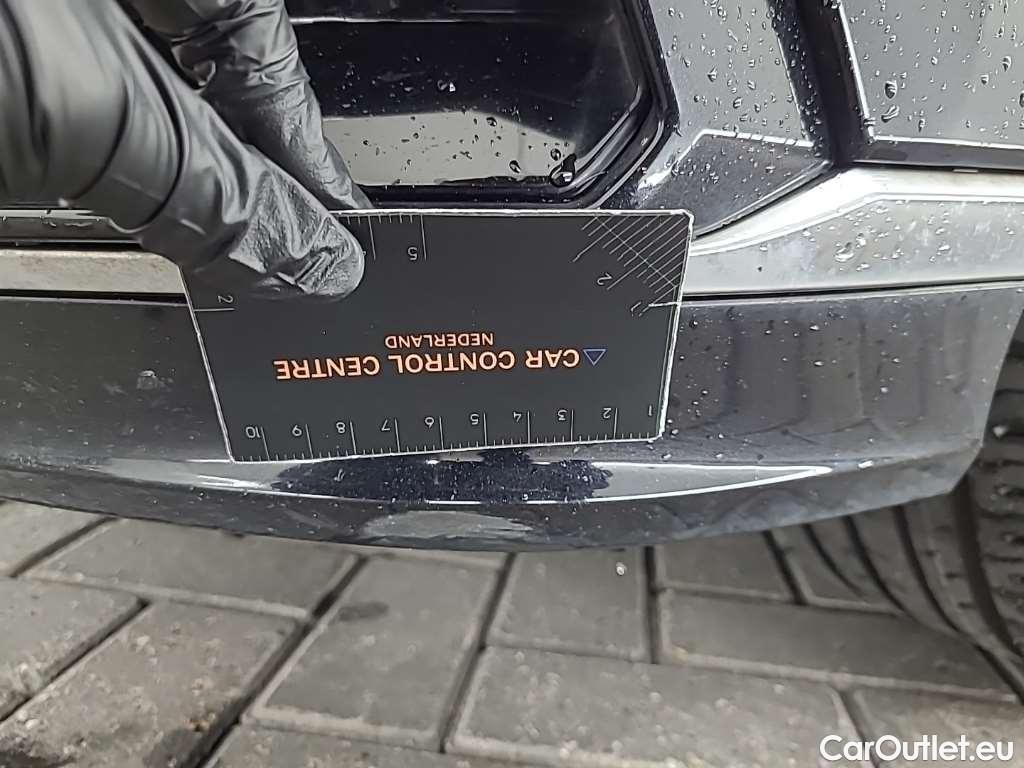 5
2
1
2
CAR CONTROL CENTRE
NEDERLAND
1 2 3 4 5 6 7 8 9 10
CarOutlet.eu